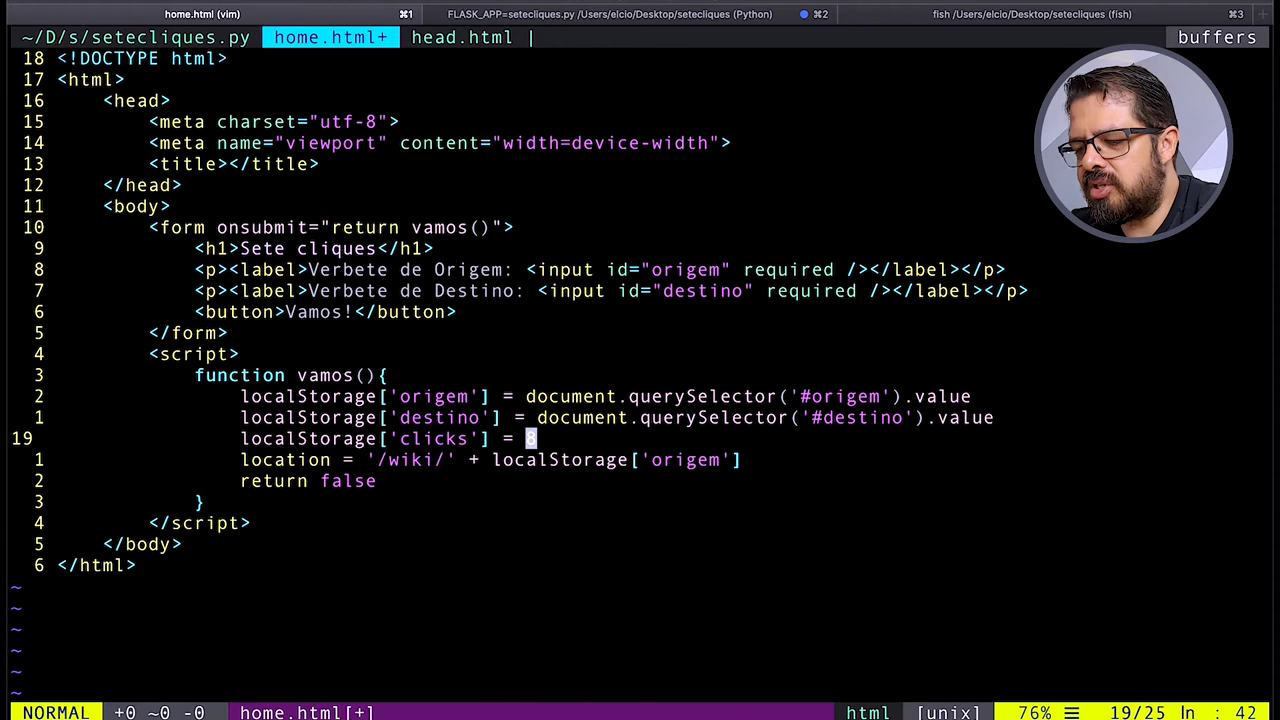 home.html (vim) ⌘1 FLASK_APP=setecliques.py /Users/elcio/Desktop/setecliques (Python) ⌘2 fish /Users/elcio/Desktop/setecliques (fish) ⌘3
~/D/s/setecliques.py home.html+ head.html | buffers
18 <!DOCTYPE html>
17 <html>
16 <head>
15 <meta charset="utf-8">
14 <meta name="viewport" content="width=device-width">
13 <title></title>
12 </head>
11 <body>
10 <form onsubmit="return vamos()">
9 <h1>Sete cliques</h1>
8 <p><label>Verbete de Origem: <input id="origem" required /></label></p>
7 <p><label>Verbete de Destino: <input id="destino" required /></label></p>
6 <button>Vamos!</button>
5 </form>
4 <script>
3 function vamos(){
2 localStorage['origem'] = document.querySelector('#origem').value
1 localStorage['destino'] = document.querySelector('#destino').value
19 localStorage['clicks'] = 8
1 location = '/wiki/' + localStorage['origem']
2 return false
3 }
4 </script>
5 </body>
6 </html>
~
~
~
~
~
~
NORMAL +0 ~0 -0 home.html[+] html [unix] 76% ☰ 19/25 ln : 42